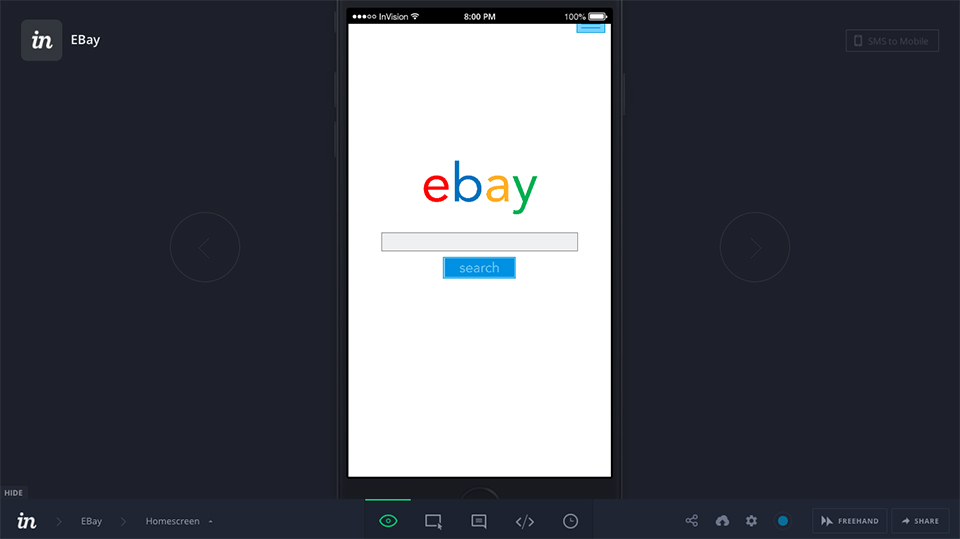 InVision 8:00 PM 100%
in EBay
SMS to Mobile
ebay
search
HIDE
in EBay Homescreen
FREEHAND
SHARE